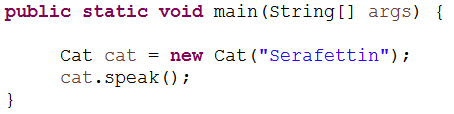 public static void main(String[] args) {
Cat cat = new Cat("Serafettin");
cat.speak();
}